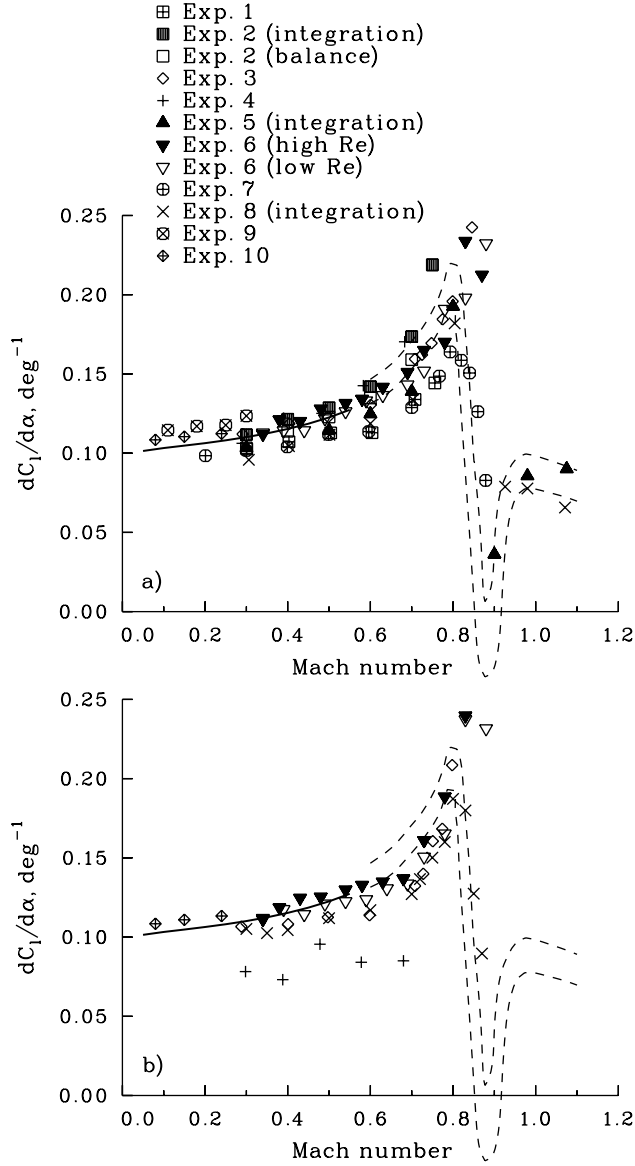 Exp. 1
Exp. 2 (integration)
Exp. 2 (balance)
Exp. 3
Exp. 4
Exp. 5 (integration)
Exp. 6 (high Re)
Exp. 6 (low Re)
Exp. 7
Exp. 8 (integration)
Exp. 9
Exp. 10
0.25
0.20
0.15
0.10
0.05
0.00
dC_l/dα, deg⁻¹
a)
0.0 0.2 0.4 0.6 0.8 1.0 1.2
Mach number
0.25
0.20
0.15
0.10
0.05
0.00
dC_l/dα, deg⁻¹
b)
0.0 0.2 0.4 0.6 0.8 1.0 1.2
Mach number